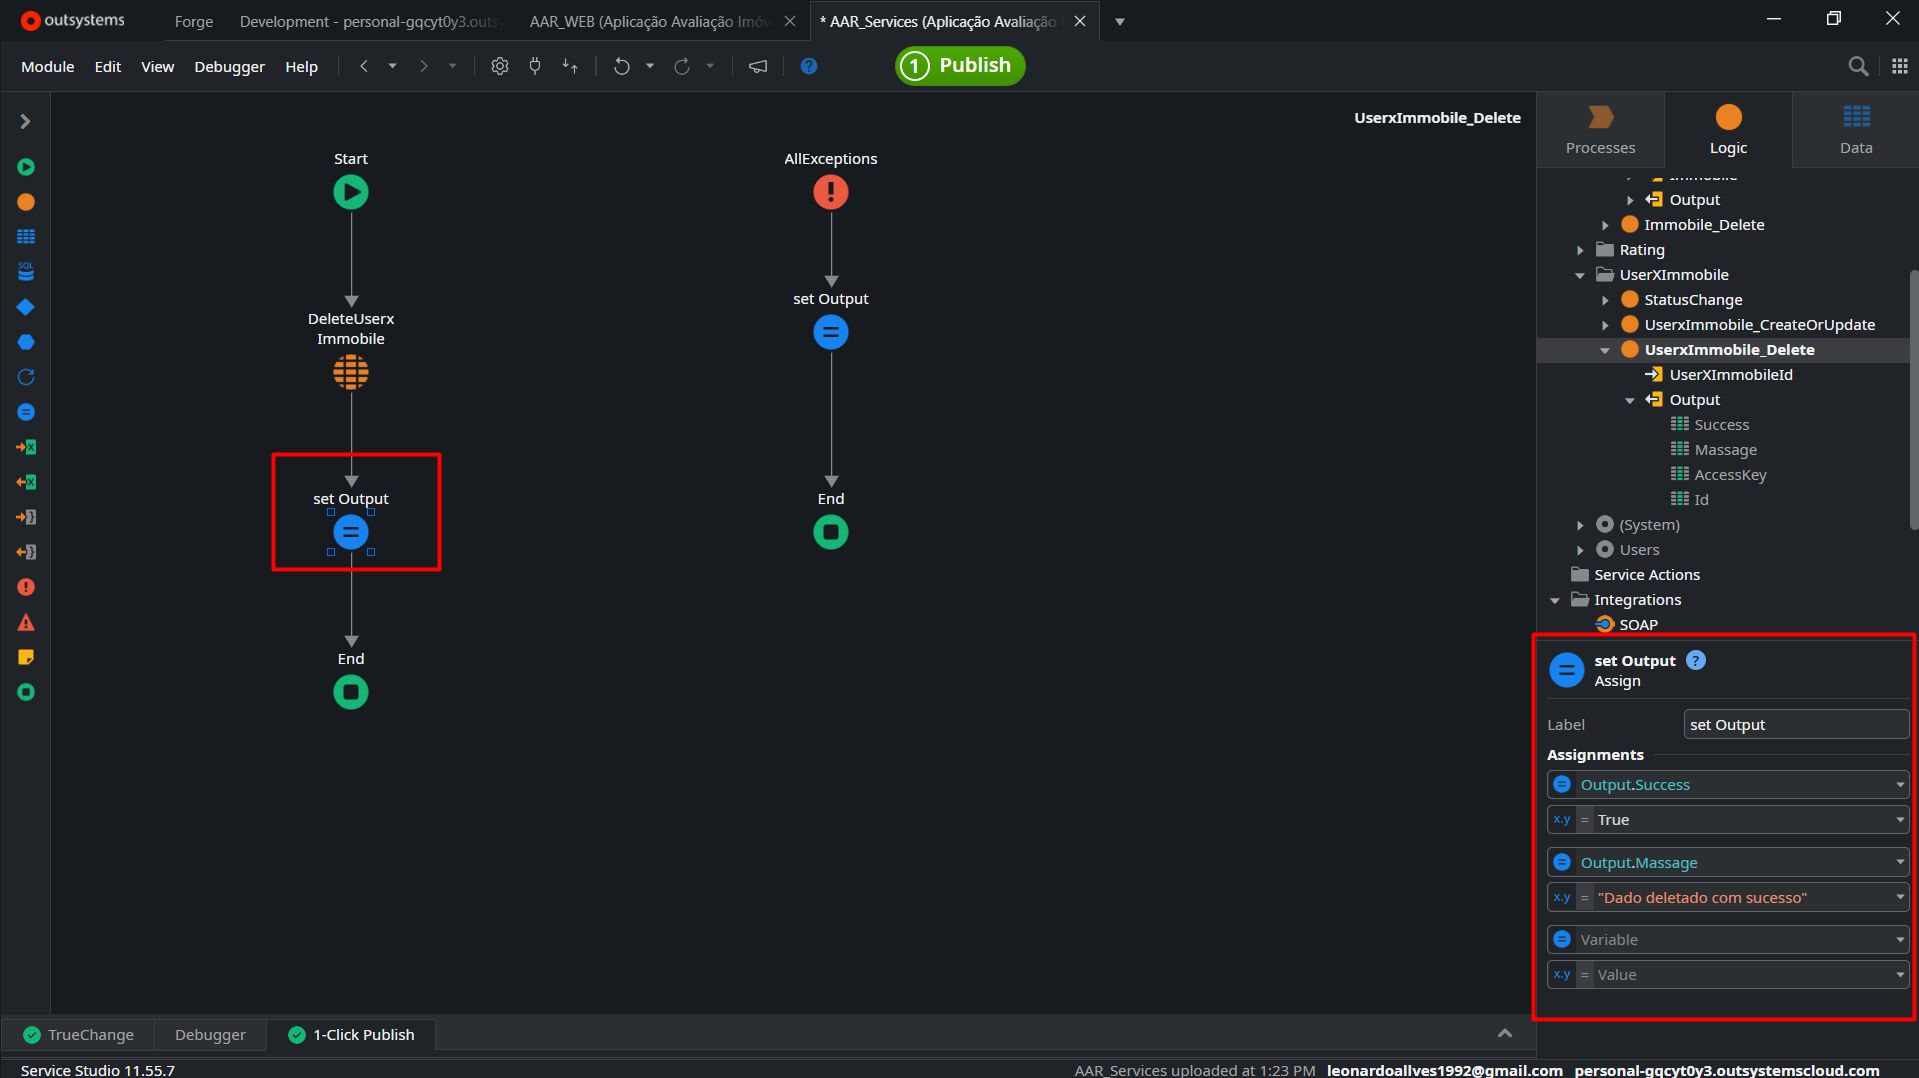 outsystems
Forge
Development - personal-gqcyt0y3.outs
AAR_WEB (Aplicação Avaliação Imóv
* AAR_Services (Aplicação Avaliação
Module Edit View Debugger Help
1 Publish
UserxImmobile_Delete
Start
DeleteUserx
Immobile
set Output
End
AllExceptions
set Output
End
SQL
Processes
Logic
Data
Immobile
Output
Immobile_Delete
Rating
UserXImmobile
StatusChange
UserxImmobile_CreateOrUpdate
UserxImmobile_Delete
UserXImmobileId
Output
Success
Massage
AccessKey
Id
(System)
Users
Service Actions
Integrations
SOAP
set Output ?
Assign
Label set Output
Assignments
Output.Success
x.y = True
Output.Massage
x.y = "Dado deletado com sucesso"
Variable
x.y = Value
TrueChange Debugger 1-Click Publish
Service Studio 11.55.7
AAR_Services uploaded at 1:23 PM leonardoallves1992@gmail.com personal-gqcyt0y3.outsystemscloud.com